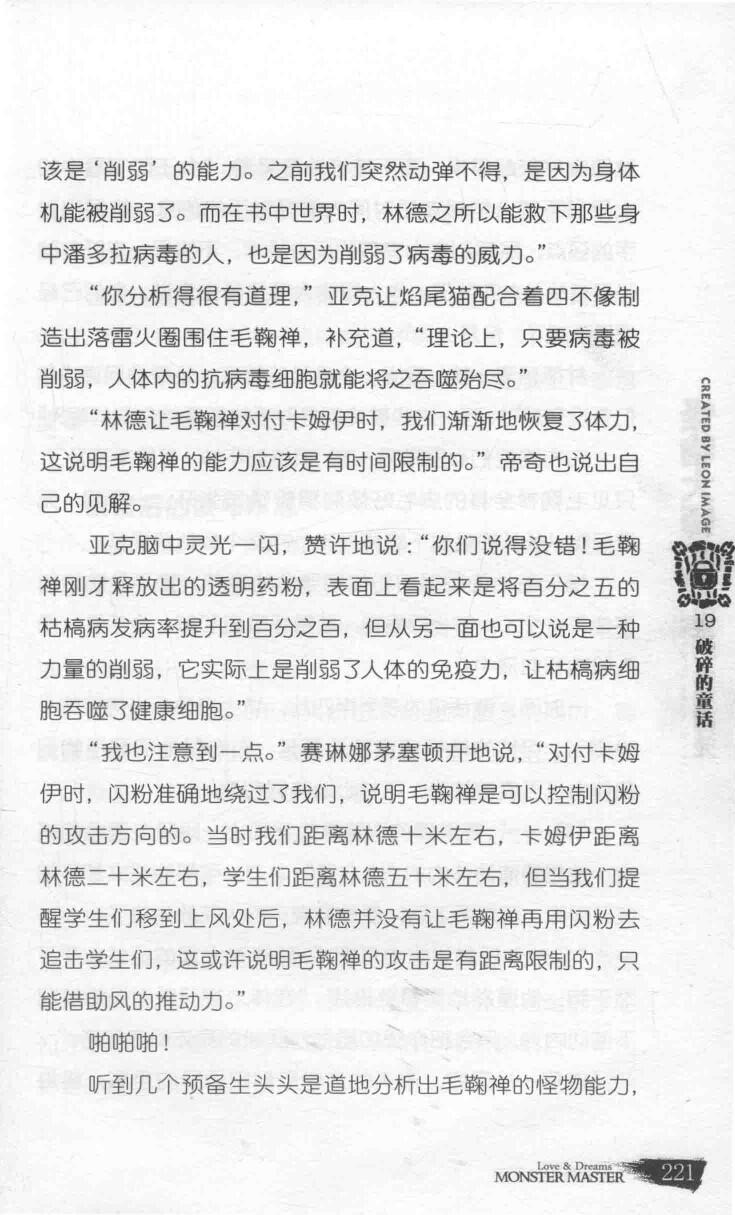 该是‘削弱’的能力。之前我们突然动弹不得，是因为身体
机能被削弱了。而在书中世界时，林德之所以能救下那些身
中潘多拉病毒的人，也是因为削弱了病毒的威力。”
“你分析得很有道理，”亚克让焰尾猫配合着四不像制
造出落雷火圈围住毛鞠禅，补充道，“理论上，只要病毒被
削弱，人体内的抗病毒细胞就能将之吞噬殆尽。”
“林德让毛鞠禅对付卡姆伊时，我们渐渐地恢复了体力，
这说明毛鞠禅的能力应该是有时间限制的。”帝奇也说出自
己的见解。
亚克脑中灵光一闪，赞许地说：“你们说得没错！毛鞠
禅刚才释放出的透明药粉，表面上看起来是将百分之五的
枯槁病发病率提升到百分之百，但从另一面也可以说是一种
力量的削弱，它实际上是削弱了人体的免疫力，让枯槁病细
胞吞噬了健康细胞。”
“我也注意到一点。”赛琳娜茅塞顿开地说，“对付卡姆
伊时，闪粉准确地绕过了我们，说明毛鞠禅是可以控制闪粉
的攻击方向的。当时我们距离林德十米左右，卡姆伊距离
林德二十米左右，学生们距离林德五十米左右，但当我们提
醒学生们移到上风处后，林德并没有让毛鞠禅再用闪粉去
追击学生们，这或许说明毛鞠禅的攻击是有距离限制的，只
能借助风的推动力。”
啪啪啪！
听到几个预备生头头是道地分析出毛鞠禅的怪物能力，
CREATED BY LEON IMAGE
19
破碎的童话
Love & Dreams
MONSTER MASTER
221